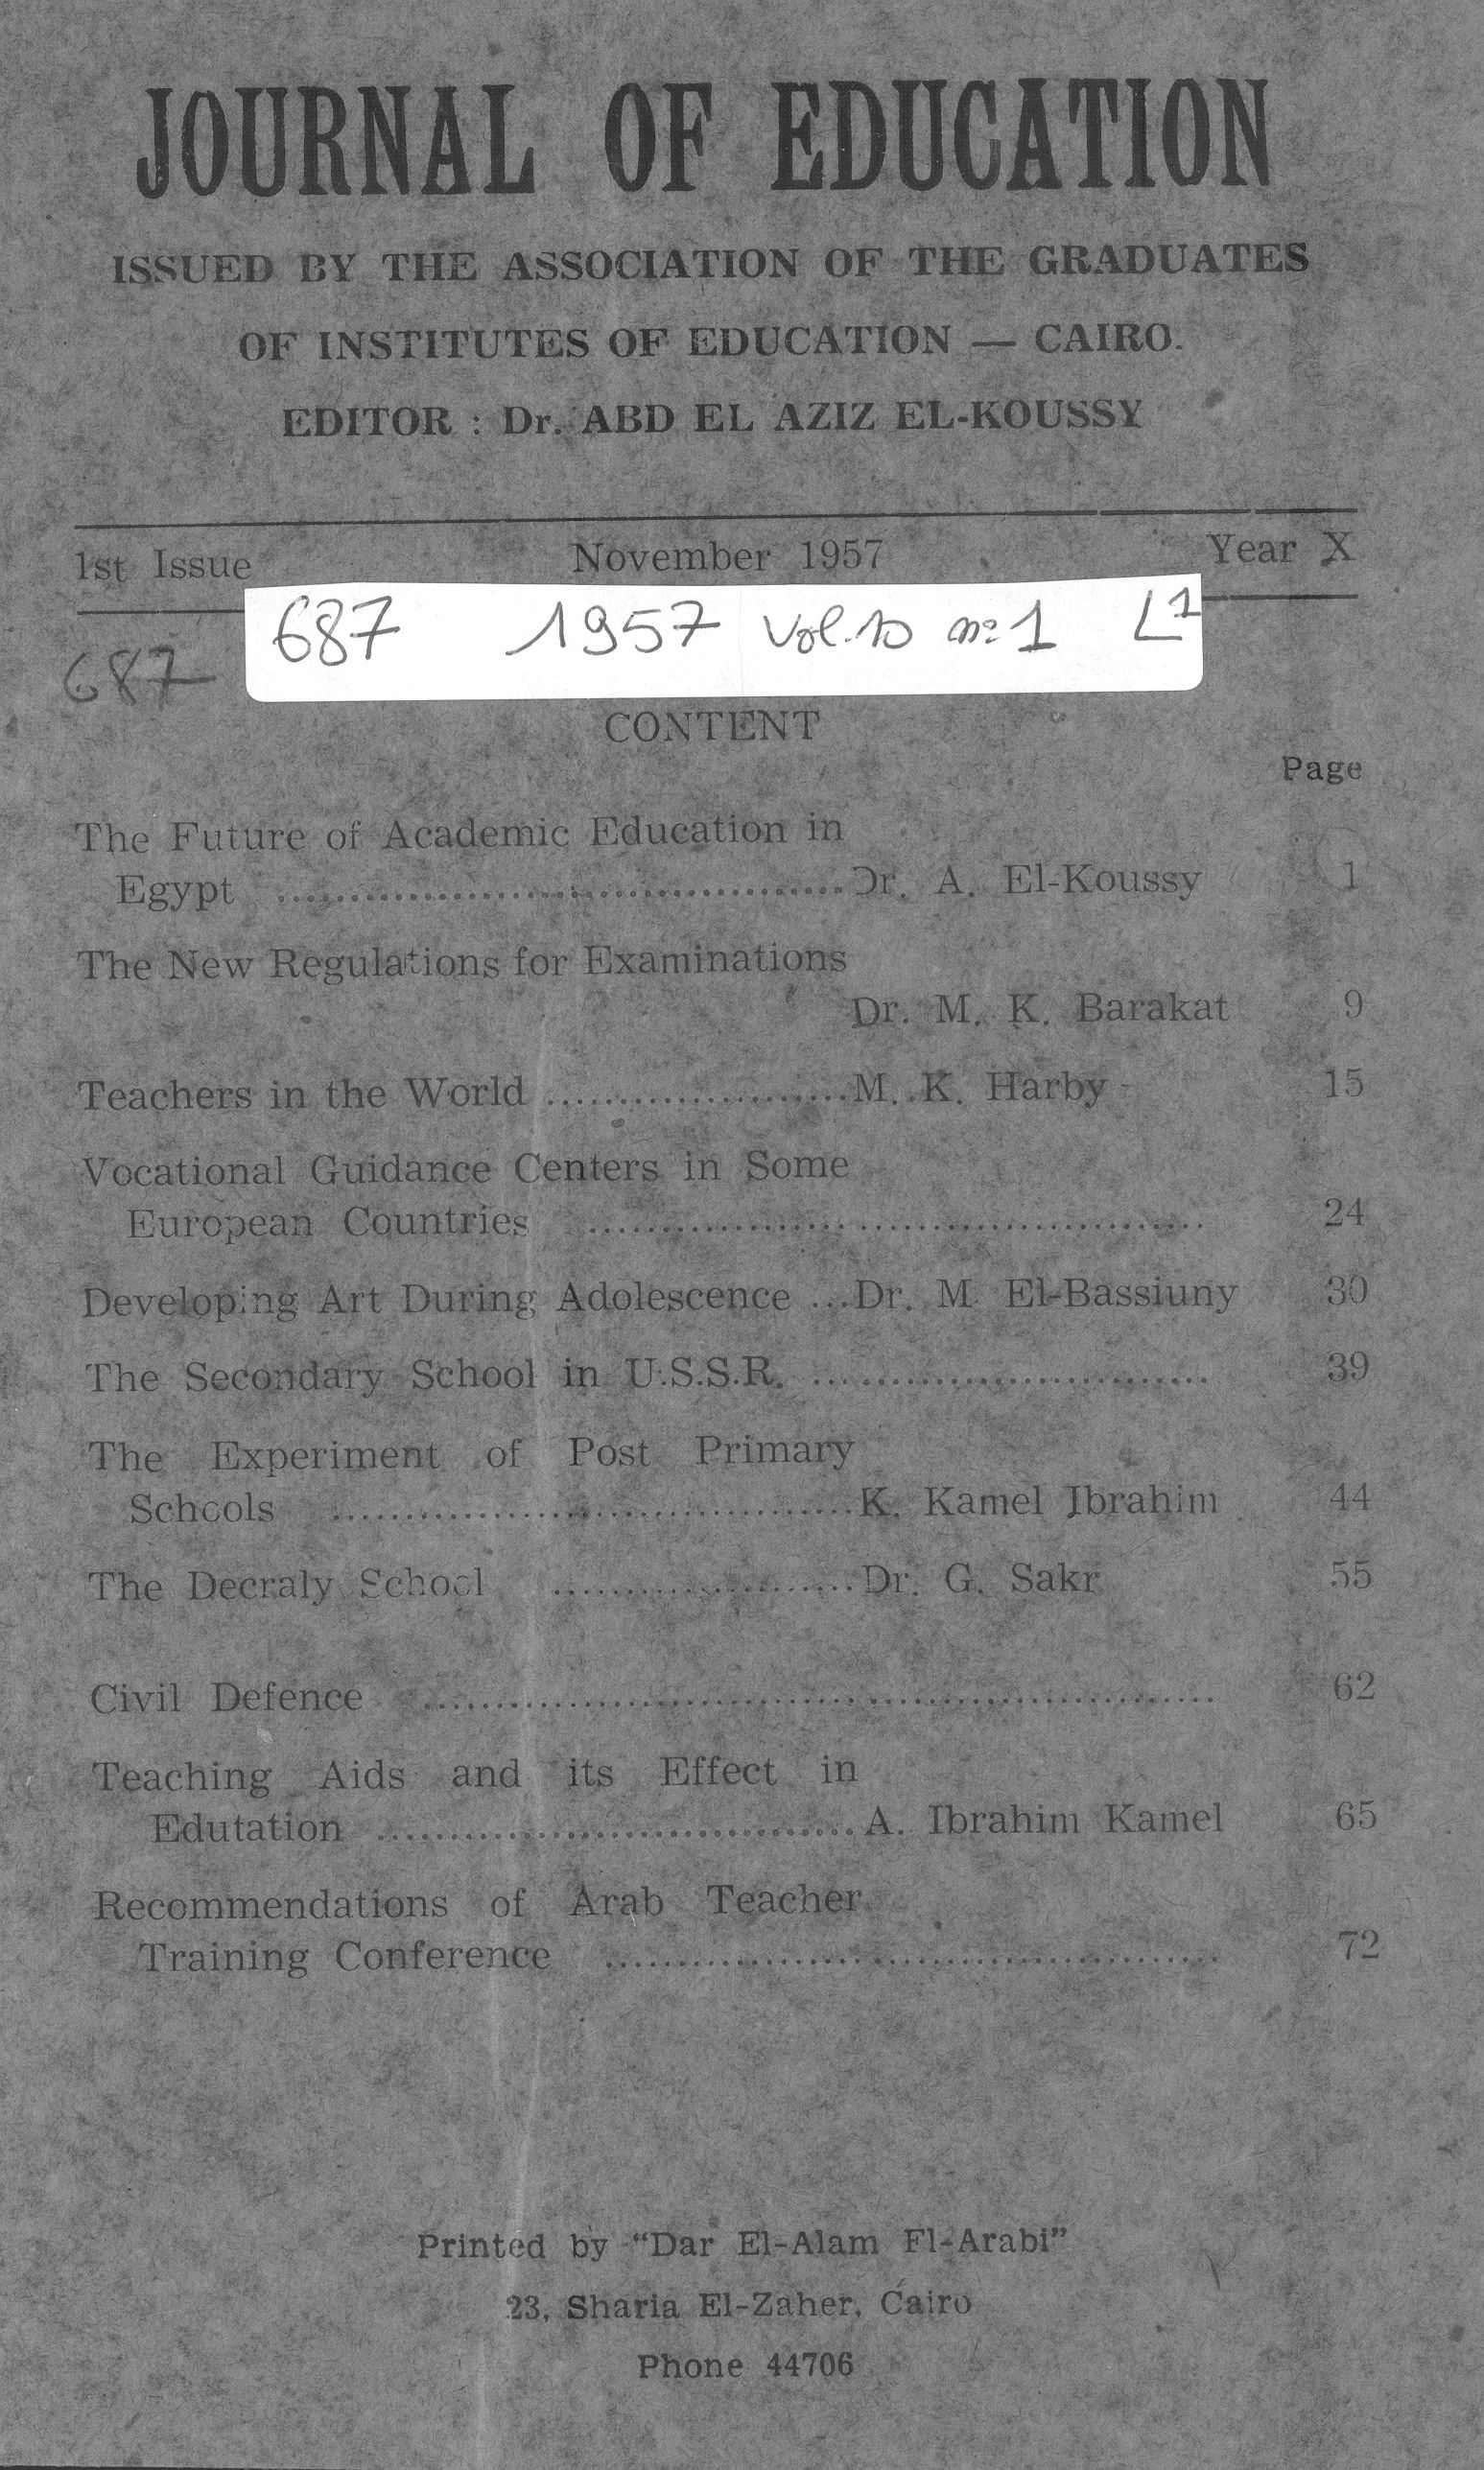 JOURNAL OF EDUCATION
ISSUED BY THE ASSOCIATION OF THE GRADUATES
OF INSTITUTES OF EDUCATION — CAIRO.
EDITOR : Dr. ABD EL AZIZ EL-KOUSSY
1st Issue November 1957 Year X
687 1957 Vol.10 nº1 L1
687
CONTENT
Page
The Future of Academic Education in
Egypt ........................................ Dr. A. El-Koussy 1
The New Regulations for Examinations
Dr. M. K. Barakat 9
Teachers in the World ..................... M. K. Harby 15
Vocational Guidance Centers in Some
European Countries .......................................... 24
Developing Art During Adolescence ... Dr. M El-Bassiuny 30
The Secondary School in U.S.S.R. ........................... 39
The Experiment of Post Primary
Schools .................................... K. Kamel Ibrahim 44
The Decraly School ..................... Dr. G. Sakr 55
Civil Defence ...................................................... 62
Teaching Aids and its Effect in
Edutation ................................. A. Ibrahim Kamel 65
Recommendations of Arab Teacher
Training Conference .......................................... 72
Printed by "Dar El-Alam El-Arabi"
23, Sharia El-Zaher, Cairo
Phone 44706